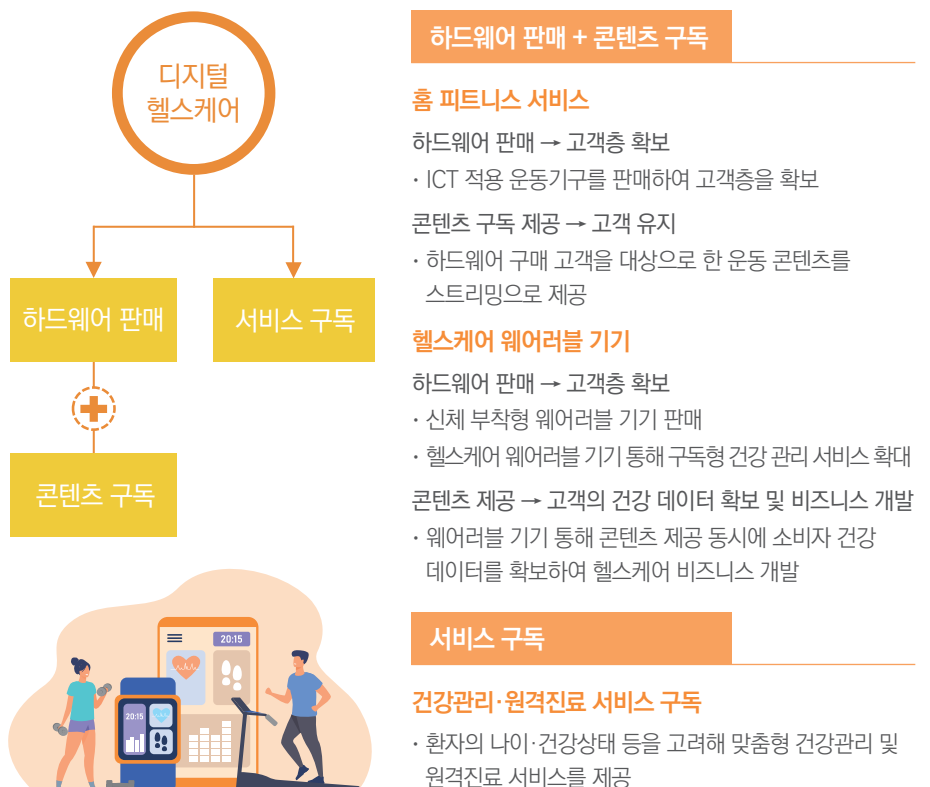 디지털
헬스케어
하드웨어 판매
서비스 구독
콘텐츠 구독
20:15
20:15
하드웨어 판매 + 콘텐츠 구독
홈 피트니스 서비스
하드웨어 판매 → 고객층 확보
· ICT 적용 운동기구를 판매하여 고객층을 확보
콘텐츠 구독 제공 → 고객 유지
· 하드웨어 구매 고객을 대상으로 한 운동 콘텐츠를
스트리밍으로 제공
헬스케어 웨어러블 기기
하드웨어 판매 → 고객층 확보
· 신체 부착형 웨어러블 기기 판매
· 헬스케어 웨어러블 기기 통해 구독형 건강 관리 서비스 확대
콘텐츠 제공 → 고객의 건강 데이터 확보 및 비즈니스 개발
· 웨어러블 기기 통해 콘텐츠 제공 동시에 소비자 건강
데이터를 확보하여 헬스케어 비즈니스 개발
서비스 구독
건강관리·원격진료 서비스 구독
· 환자의 나이·건강상태 등을 고려해 맞춤형 건강관리 및
원격진료 서비스를 제공